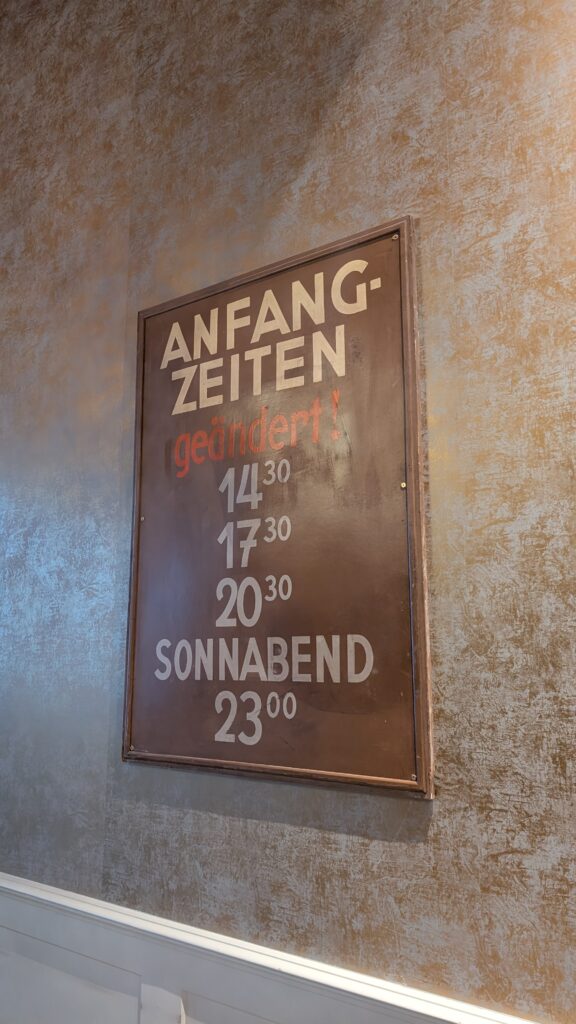 ANFANG-
ZEITEN
geändert!
14³⁰
17³⁰
20³⁰
SONNABEND
23⁰⁰